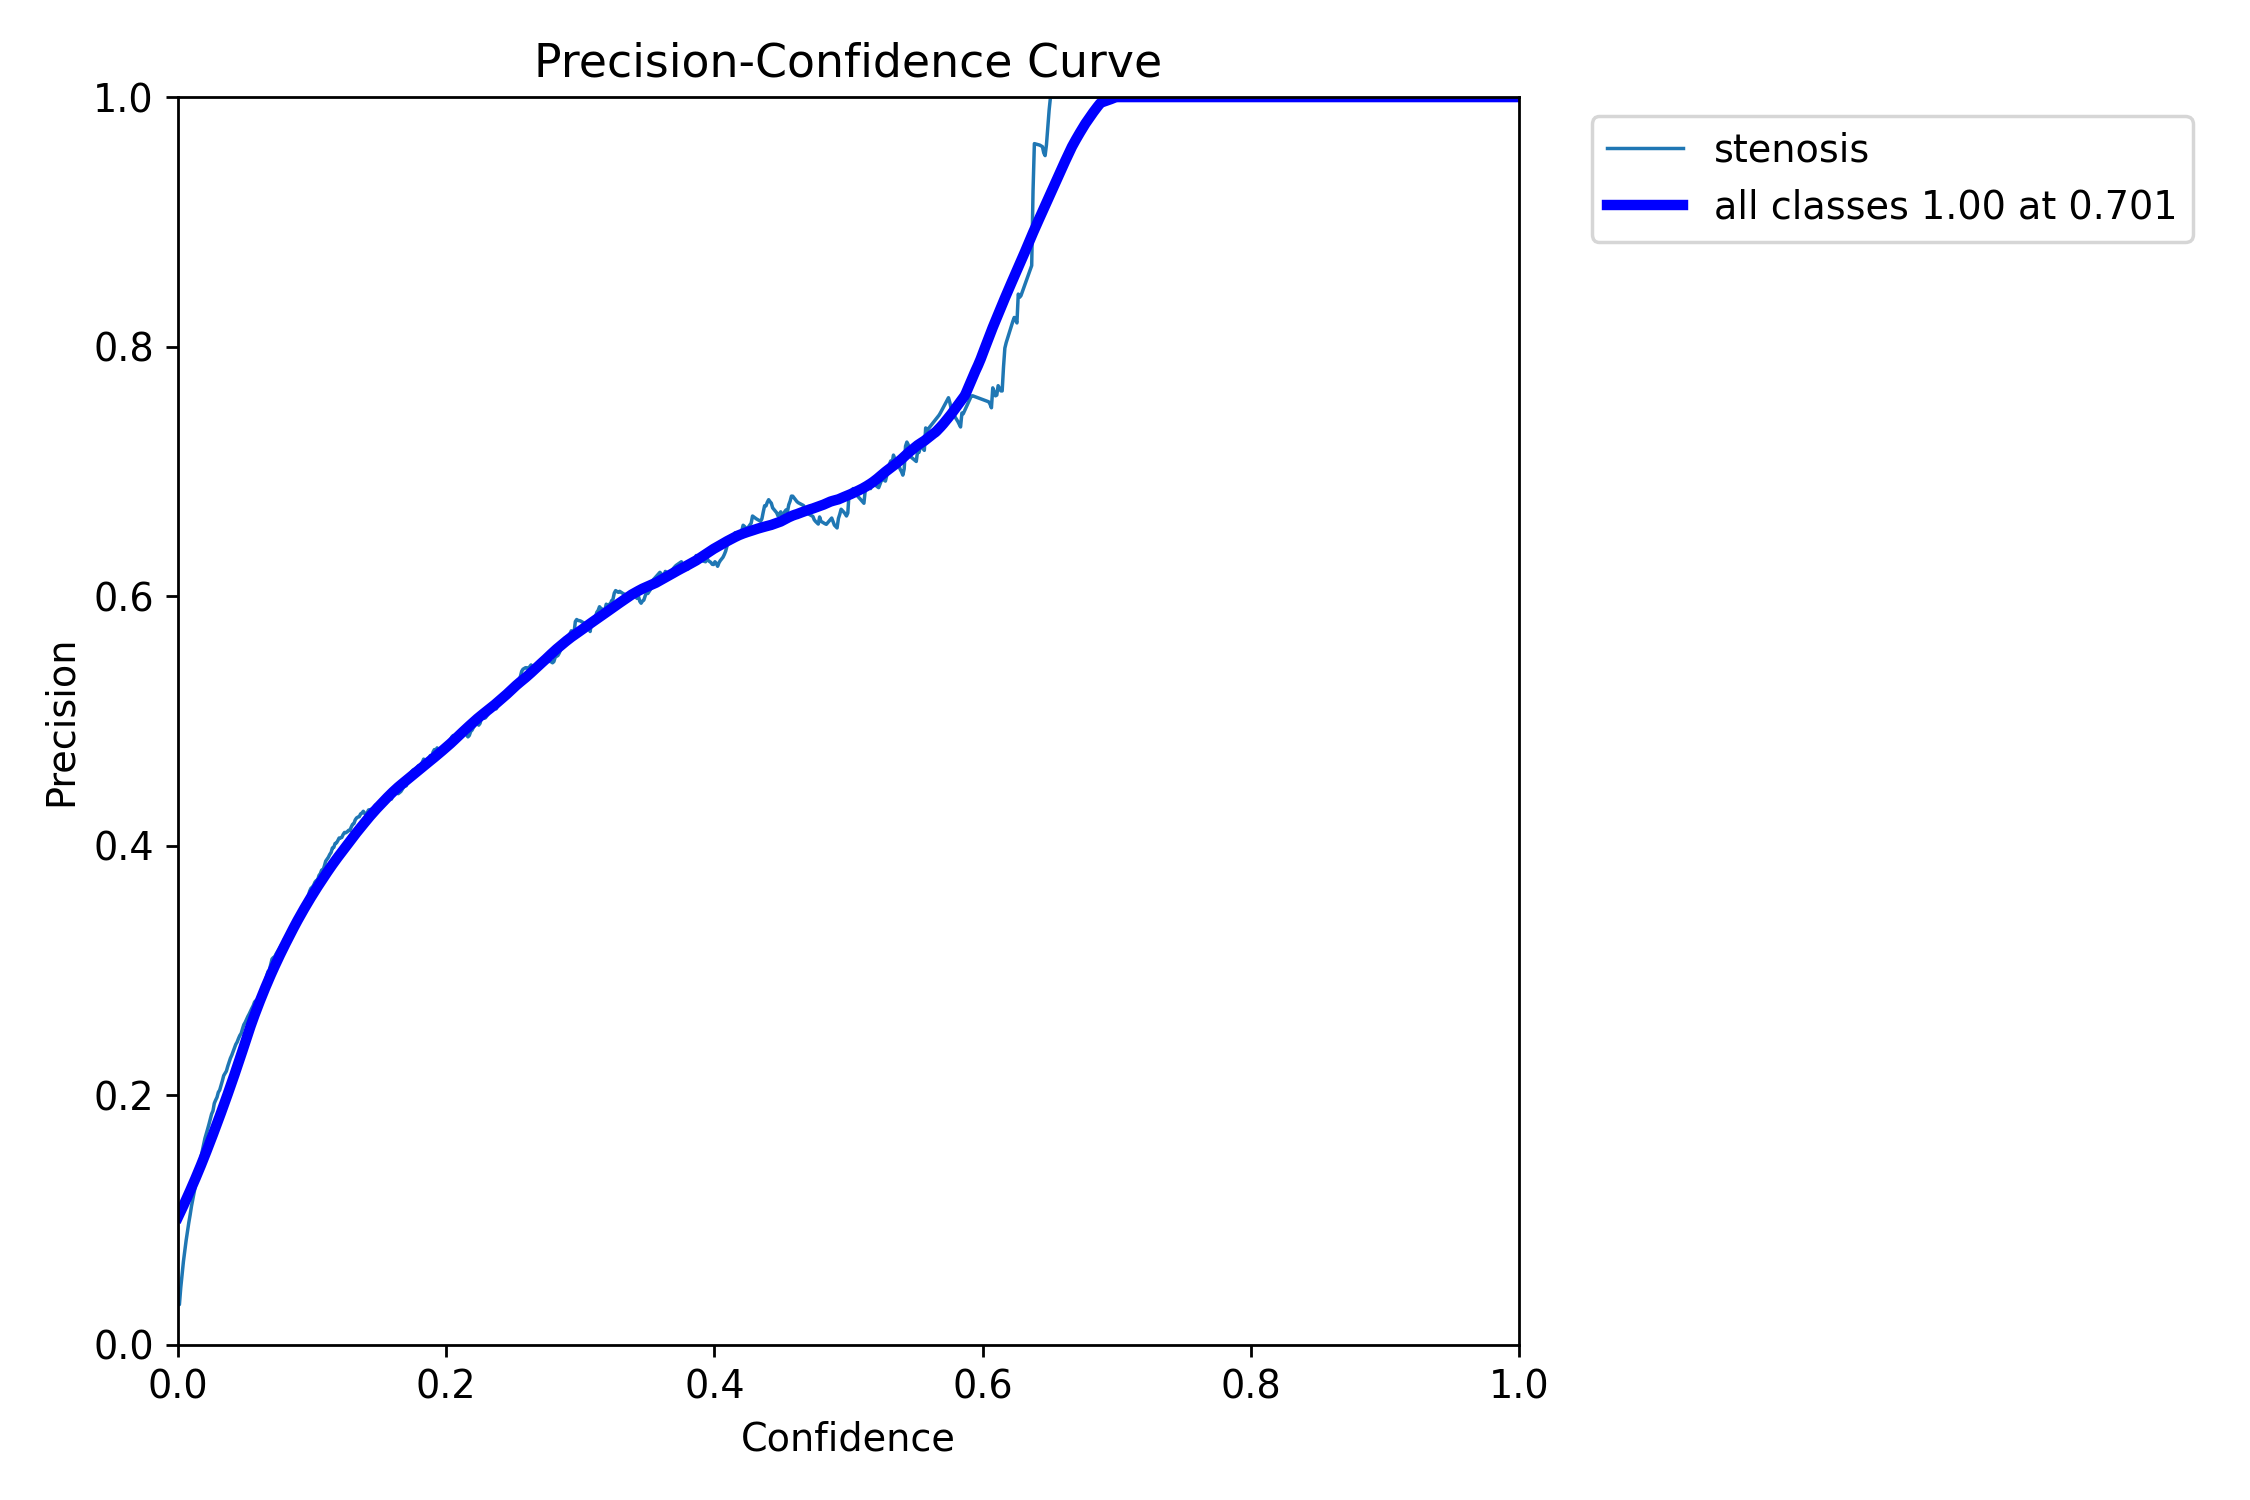 Precision-Confidence Curve
1.0
0.8
0.6
0.4
0.2
0.0
Precision
0.0 0.2 0.4 0.6 0.8 1.0
Confidence
stenosis
all classes 1.00 at 0.701